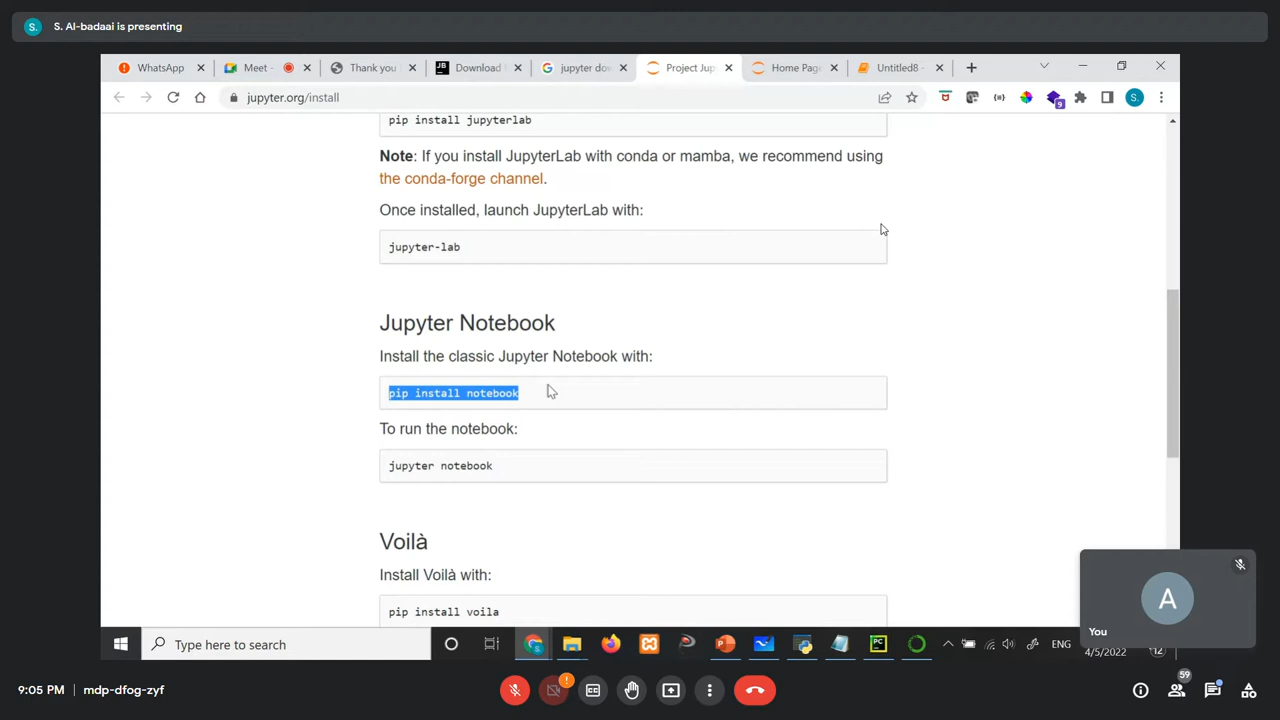 S.
S. Al-badaai is presenting
WhatsApp
Meet -
Thank you
Download
jupyter dow
Project Jup
Home Page
Untitled8 -
jupyter.org/install
9
S.
pip install jupyterlab
Note: If you install JupyterLab with conda or mamba, we recommend using
the conda-forge channel.
Once installed, launch JupyterLab with:
jupyter-lab
Jupyter Notebook
Install the classic Jupyter Notebook with:
pip install notebook
To run the notebook:
jupyter notebook
Voilà
Install Voilà with:
pip install voila
A
You
Type here to search
ENG
4/5/2022
12
9:05 PM
mdp-dfog-zyf
59